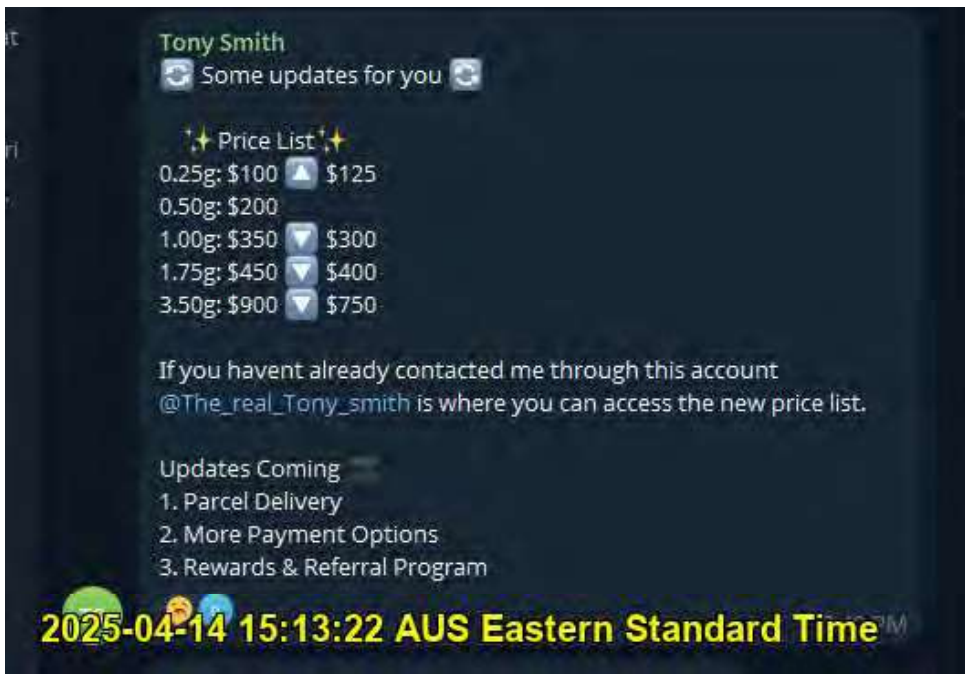 Tony Smith
🔄 Some updates for you 🔄
✨Price List✨
0.25g: $100 🔼 $125
0.50g: $200
1.00g: $350 🔽 $300
1.75g: $450 🔽 $400
3.50g: $900 🔽 $750
If you havent already contacted me through this account
@The_real_Tony_smith is where you can access the new price list.
Updates Coming
1. Parcel Delivery
2. More Payment Options
3. Rewards & Referral Program
2025-04-14 15:13:22 AUS Eastern Standard Time
PM